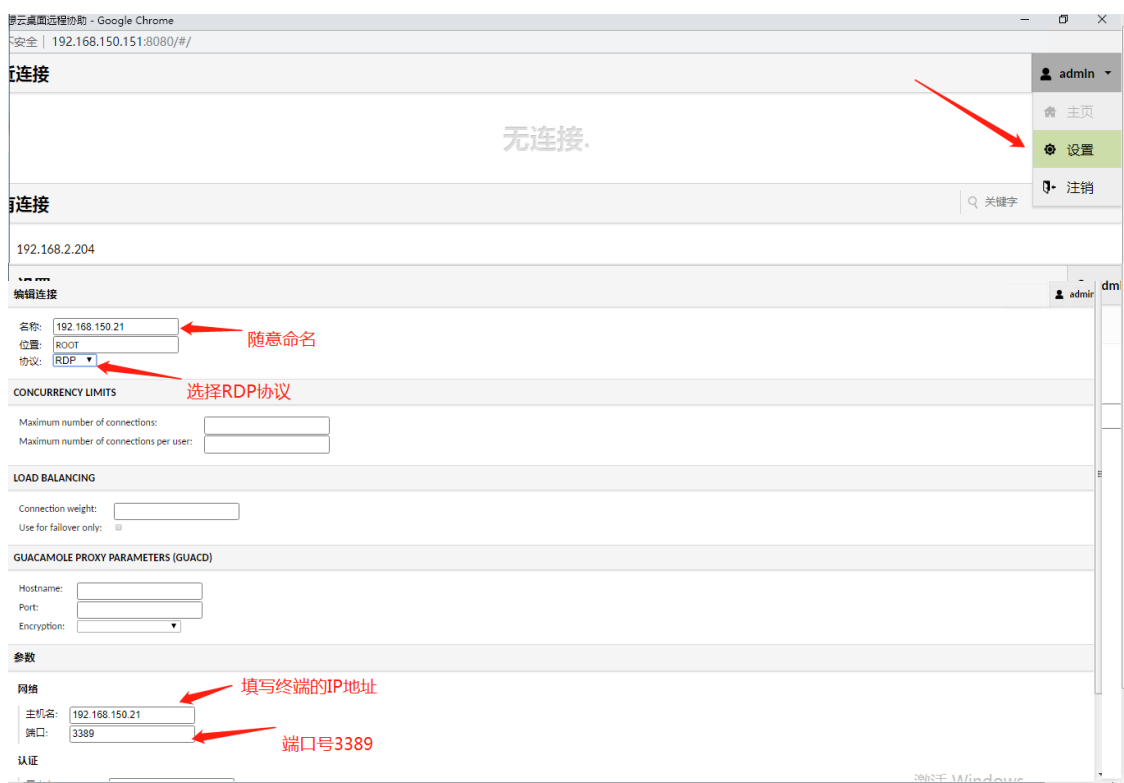 想云桌面远程协助 - Google Chrome
不安全 | 192.168.150.151:8080/#/
近连接
admin
主页
无连接.
设置
注销
有连接
关键字
192.168.2.204
编辑连接
admin
名称: 192.168.150.21
随意命名
位置: ROOT
协议: RDP
选择RDP协议
CONCURRENCY LIMITS
Maximum number of connections:
Maximum number of connections per user:
LOAD BALANCING
Connection weight:
Use for failover only:
GUACAMOLE PROXY PARAMETERS (GUACD)
Hostname:
Port:
Encryption:
参数
网络
填写终端的IP地址
主机名: 192.168.150.21
端口: 3389
端口号3389
认证
激活 Windows